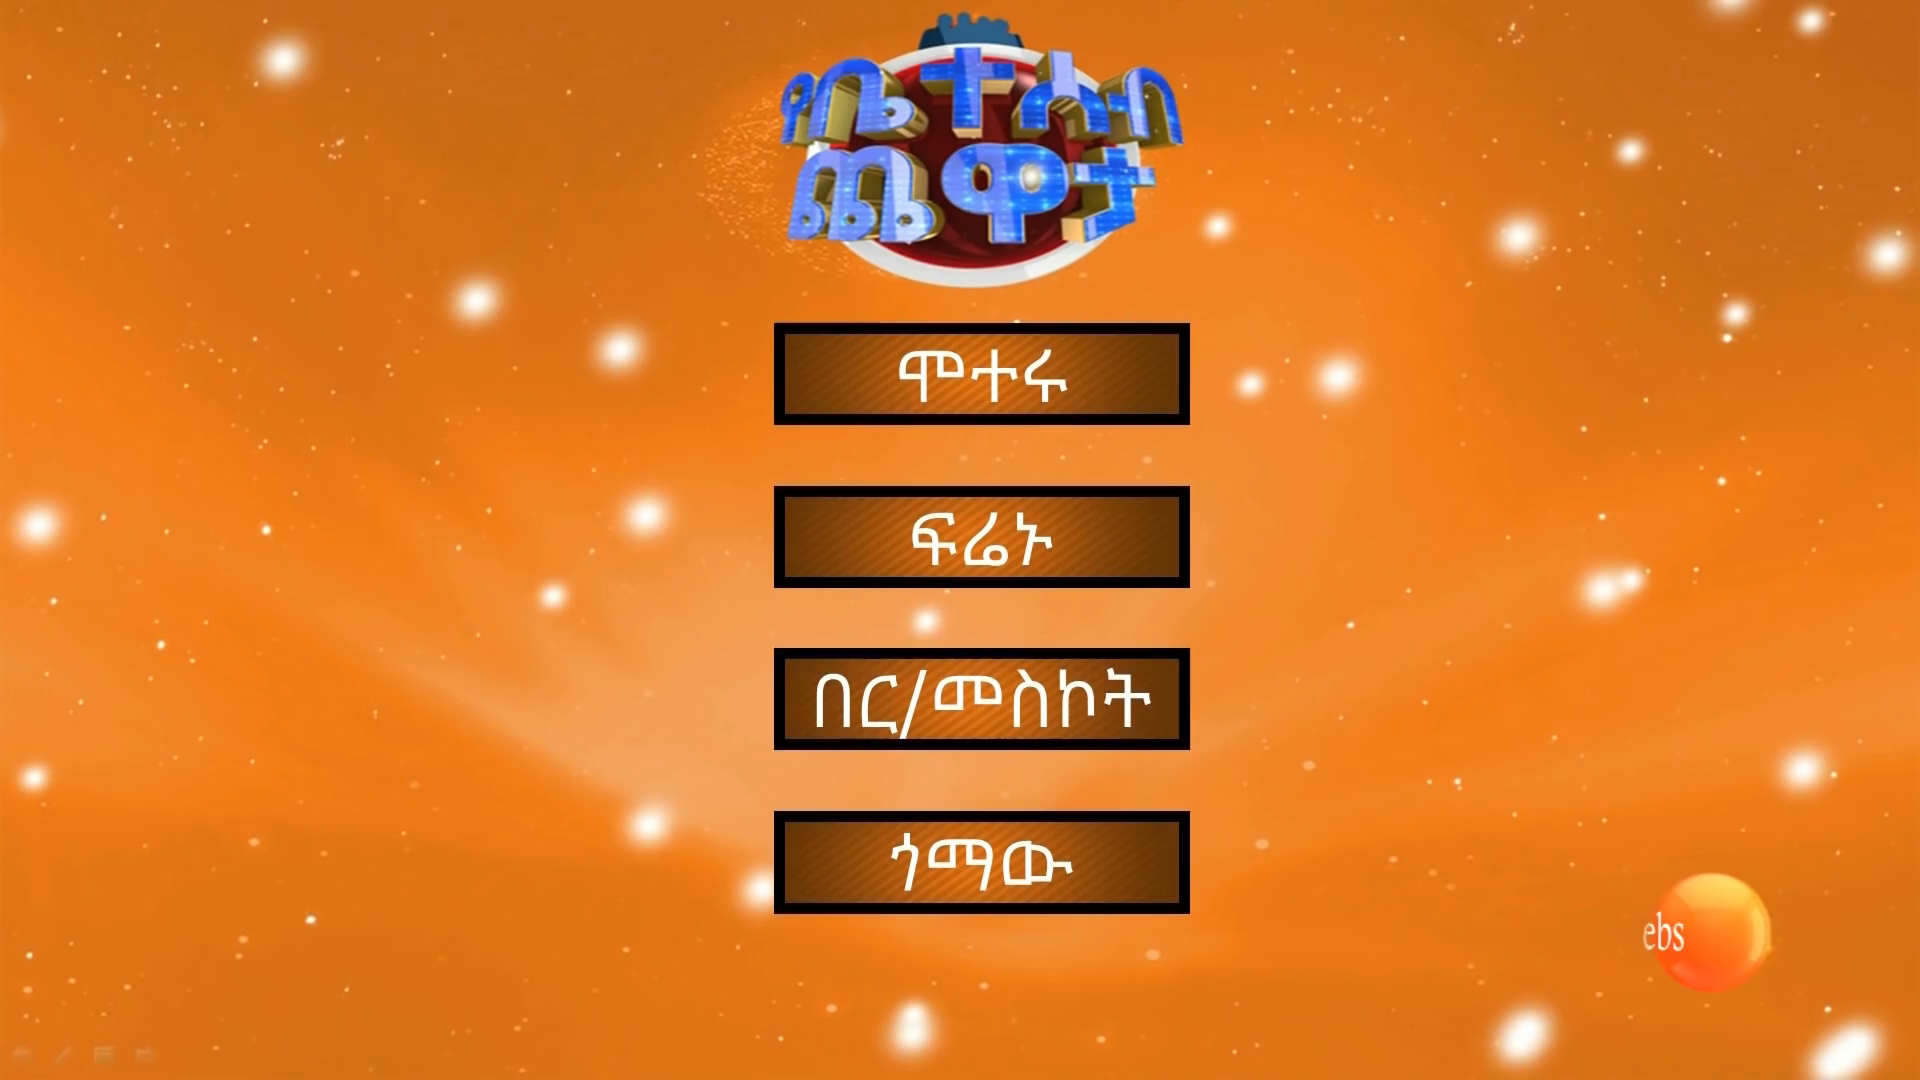 የቤተሰብ
ጨዋታ
ሞተሩ
ፍሬኑ
በር/መስኮት
ጎማው
ebs